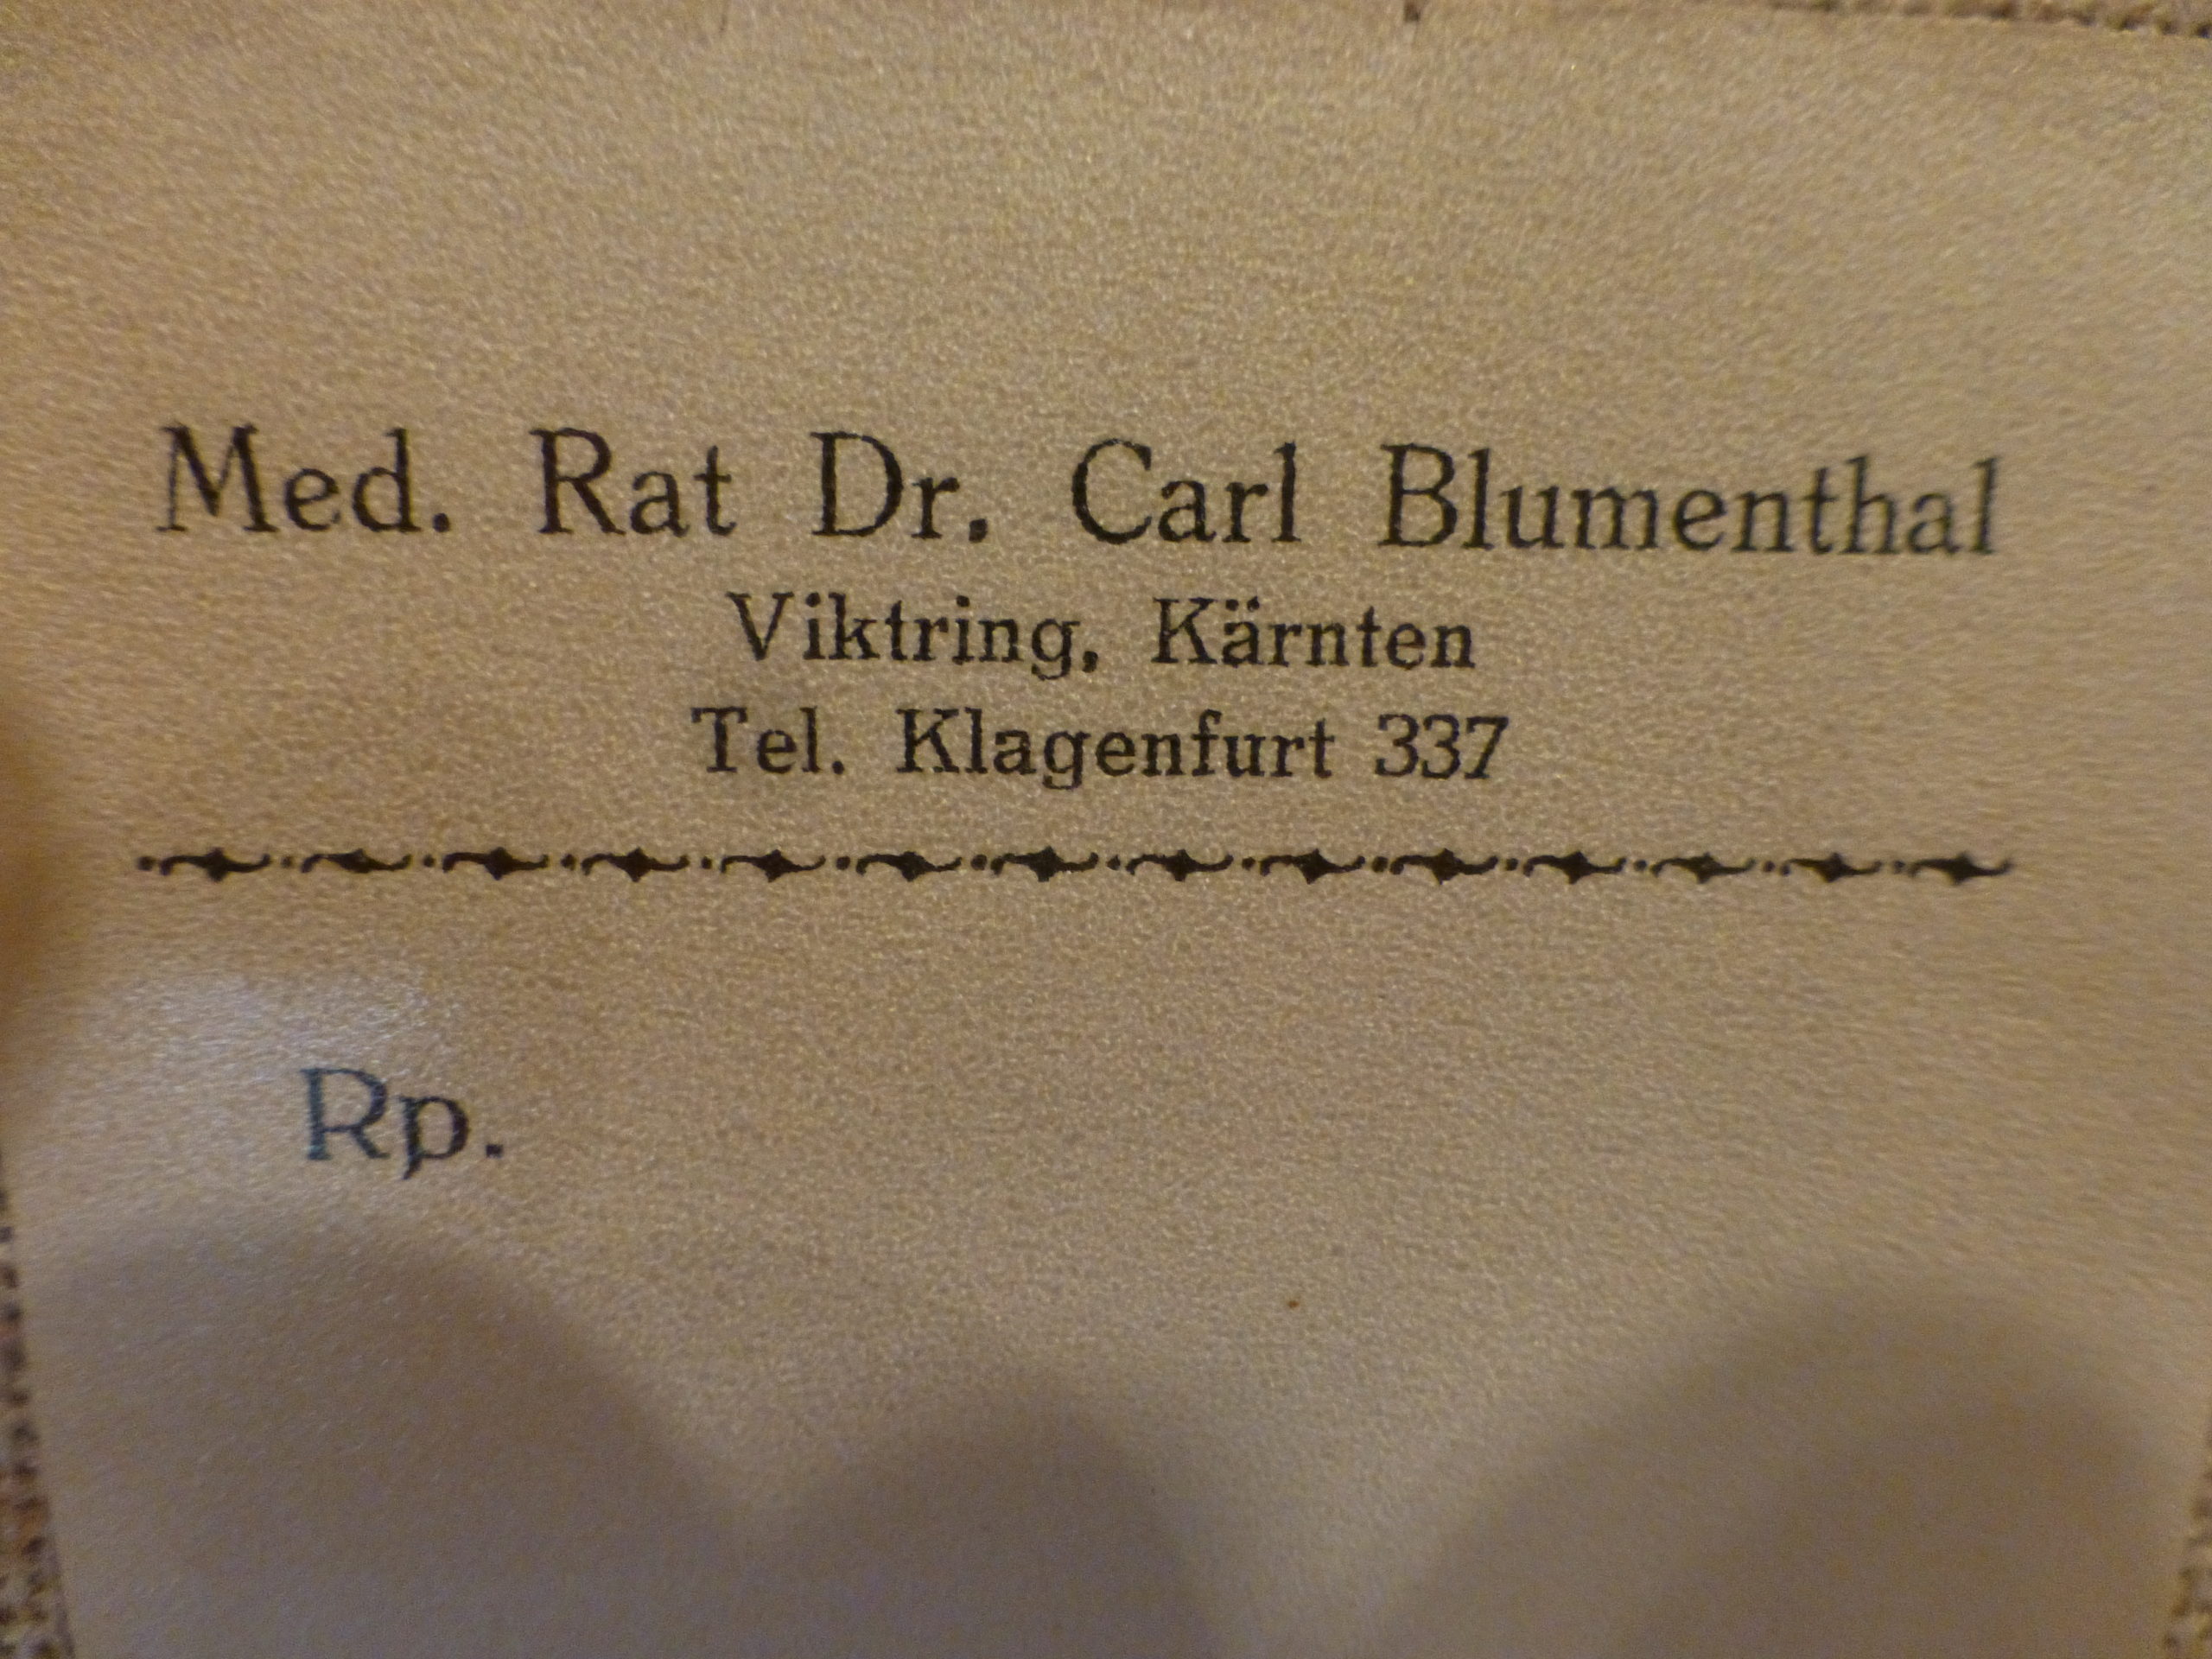 Med. Rat Dr. Carl Blumenthal
Viktring, Kärnten
Tel. Klagenfurt 337
Rp.